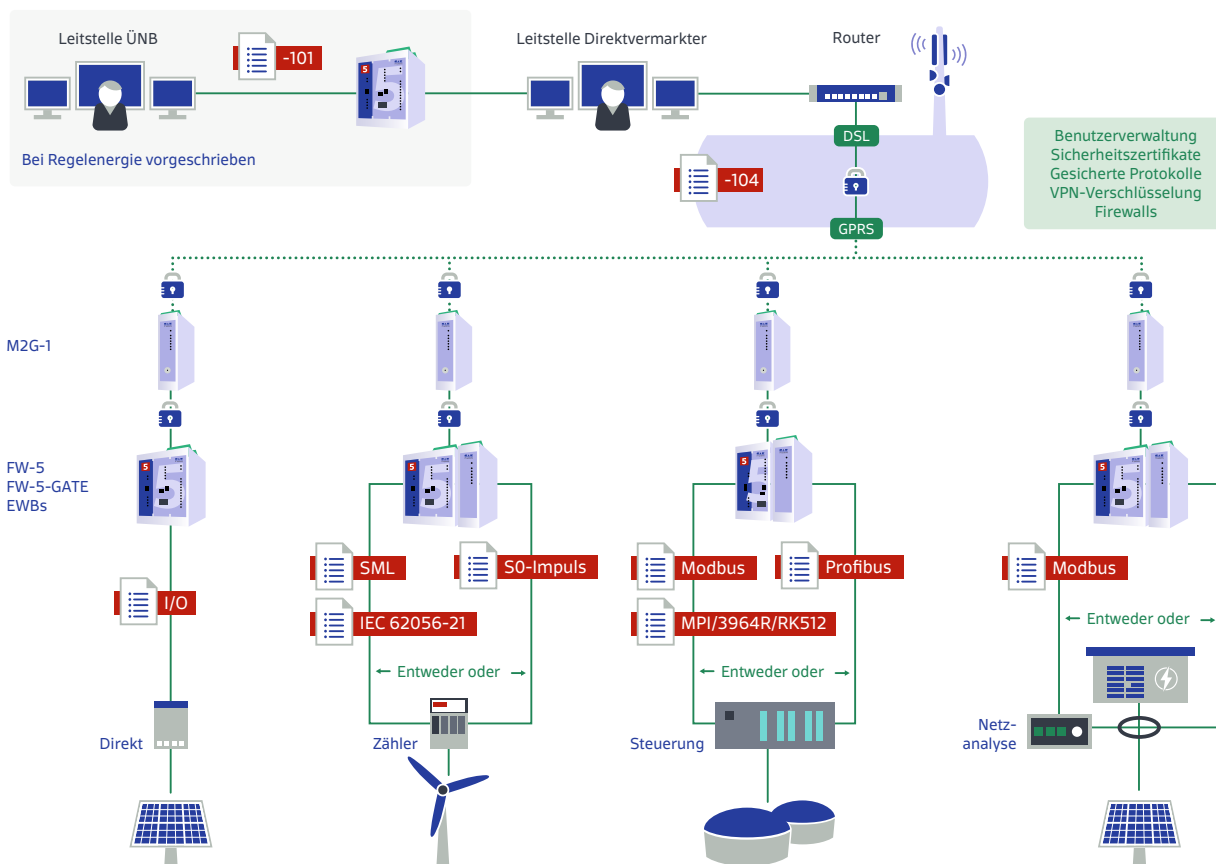 Leitstelle ÜNB
-101
Leitstelle Direktvermarkter
Router
Bei Regelenergie vorgeschrieben
DSL
-104
GPRS
Benutzerverwaltung
Sicherheitszertifikate
Gesicherte Protokolle
VPN-Verschlüsselung
Firewalls
M2G-1
FW-5
FW-5-GATE
EWBs
SML
S0-Impuls
Modbus
Profibus
Modbus
I/O
IEC 62056-21
MPI/3964R/RK512
Entweder oder
Entweder oder
Entweder oder
Direkt
Zähler
Steuerung
Netz-
analyse